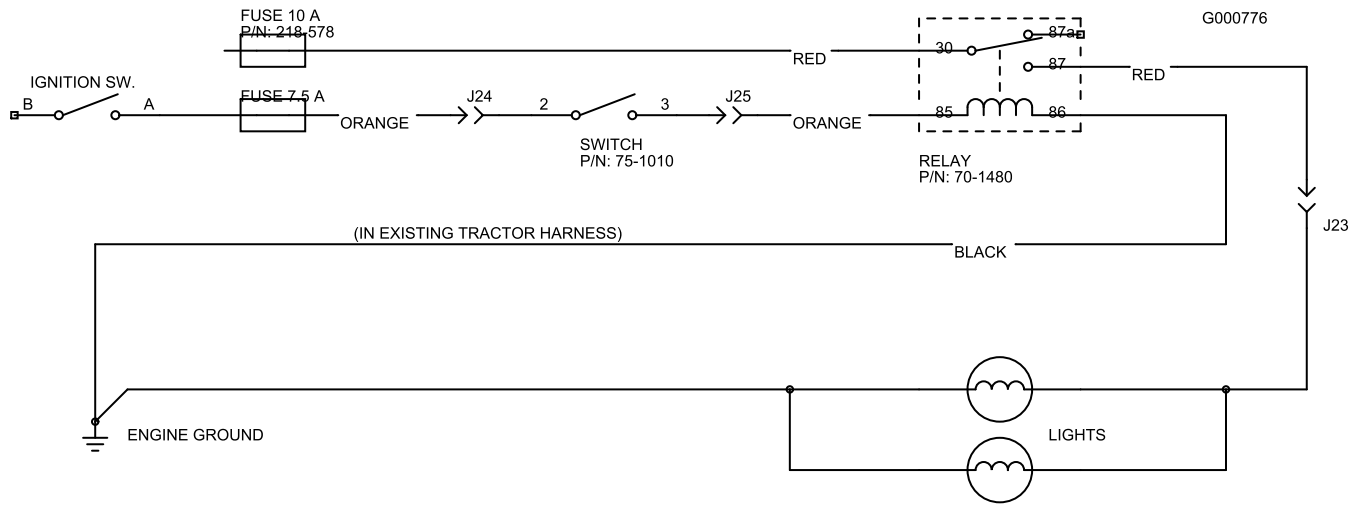 FUSE 10 A
P/N: 218-578
G000776
87a
30
RED
87
RED
IGNITION SW.
B
A
FUSE 7.5 A
ORANGE
J24
2
3
J25
ORANGE
85
86
SWITCH
P/N: 75-1010
RELAY
P/N: 70-1480
J23
(IN EXISTING TRACTOR HARNESS)
BLACK
ENGINE GROUND
LIGHTS